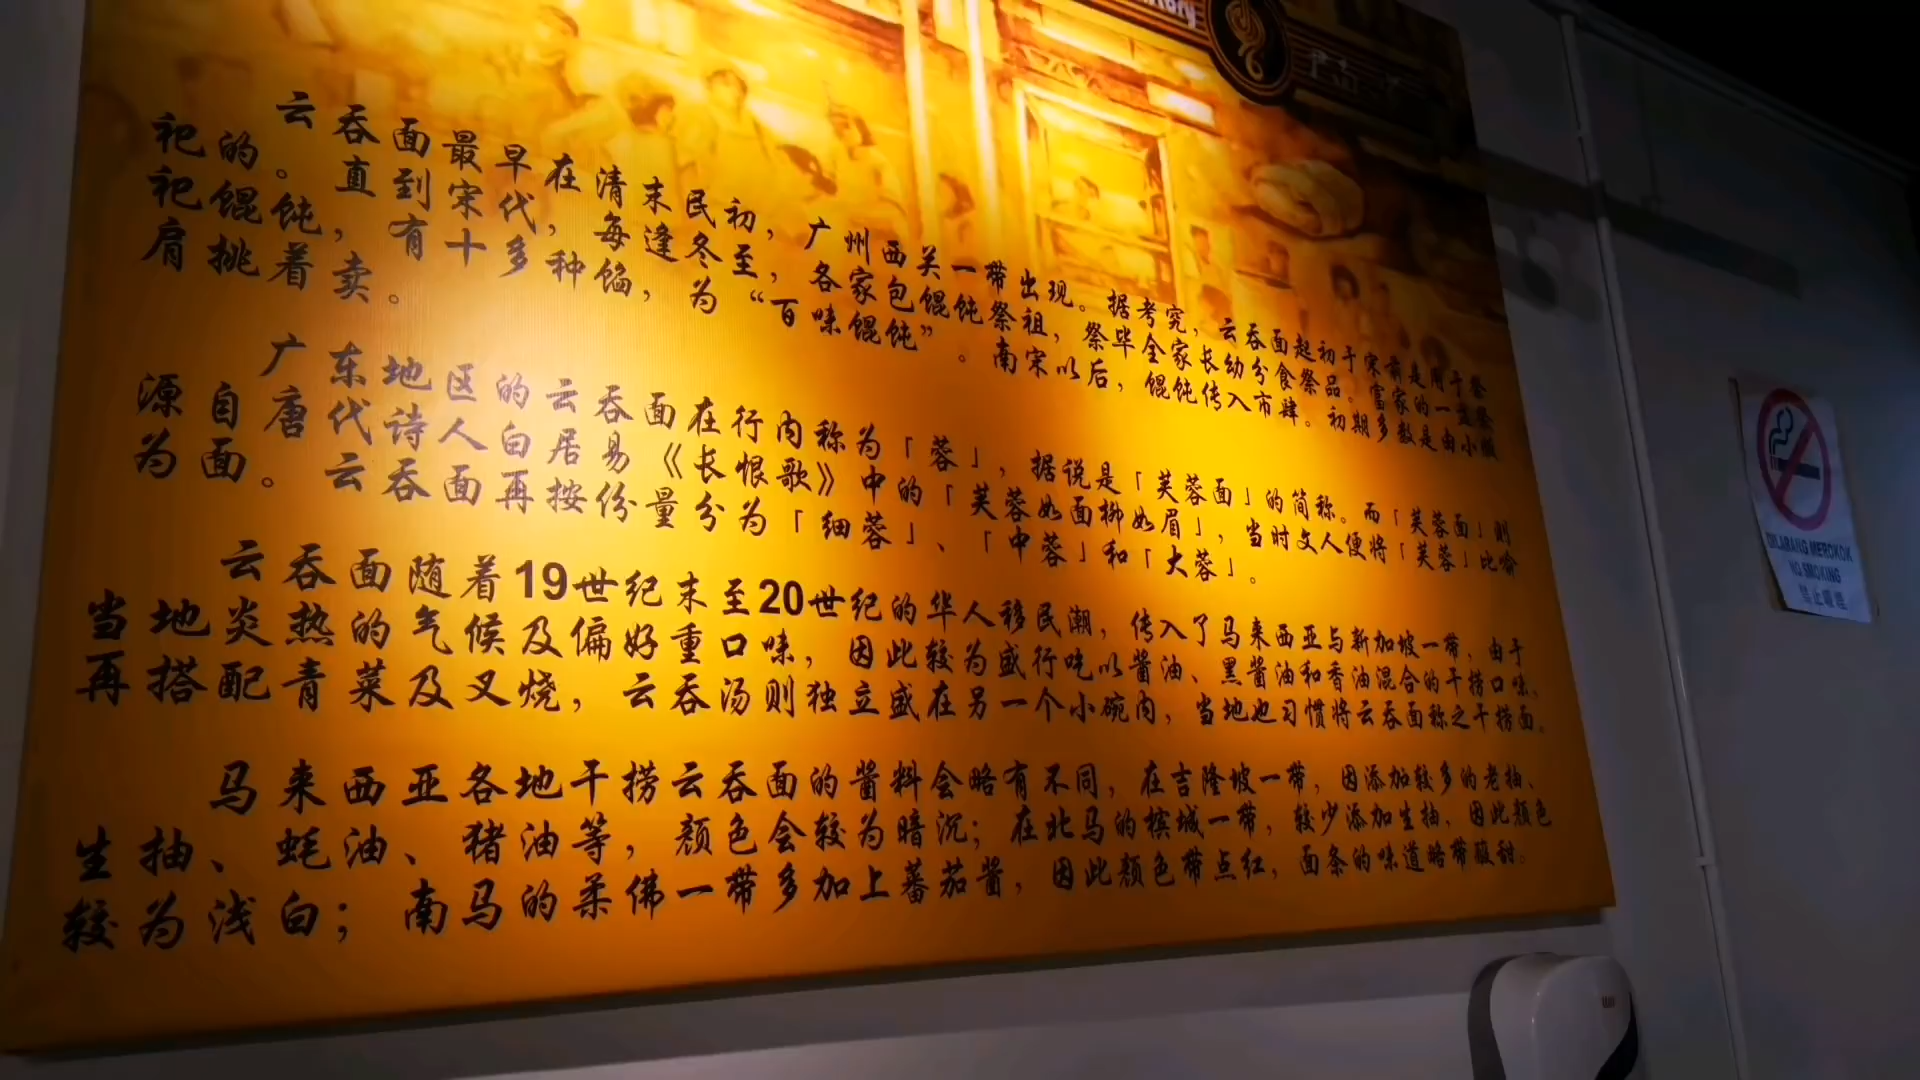 云吞面最早在清末民初，广州西关一带出现。据考究，云吞面起初于宋前是用于祭
祀的。直到宋代，每逢冬至，各家包馄饨祭祖，祭毕全家长幼分食祭品。富家的一盘祭
祀馄饨，有十多种馅，为“百味馄饨”。南宋以后，馄饨传入市肆。初期多数是由小贩
肩挑着卖。
广东地区的云吞面在行内称为「蓉」，据说是「芙蓉面」的简称。而「芙蓉面」则
源自唐代诗人白居易《长恨歌》中的「芙蓉如面柳如眉」，当时文人便将「芙蓉」比喻
为面。云吞面再按份量分为「细蓉」、「中蓉」和「大蓉」。
云吞面随着19世纪末至20世纪的华人移民潮，传入了马来西亚与新加坡一带，由于
当地炎热的气候及偏好重口味，因此较为盛行吃以酱油、黑酱油和香油混合的干捞口味，
再搭配青菜及叉烧，云吞汤则独立盛在另一个小碗内，当地也习惯将云吞面称之干捞面。
马来西亚各地干捞云吞面的酱料会略有不同，在吉隆坡一带，因添加较多的老抽、
生抽、蚝油、猪油等，颜色会较为暗沉；在北马的槟城一带，较少添加生抽，因此颜色
较为浅白；南马的柔佛一带多加上蕃茄酱，因此颜色带点红，面条的味道略带酸甜。
DILARANG MEROKOK
NO SMOKING
禁止吸烟